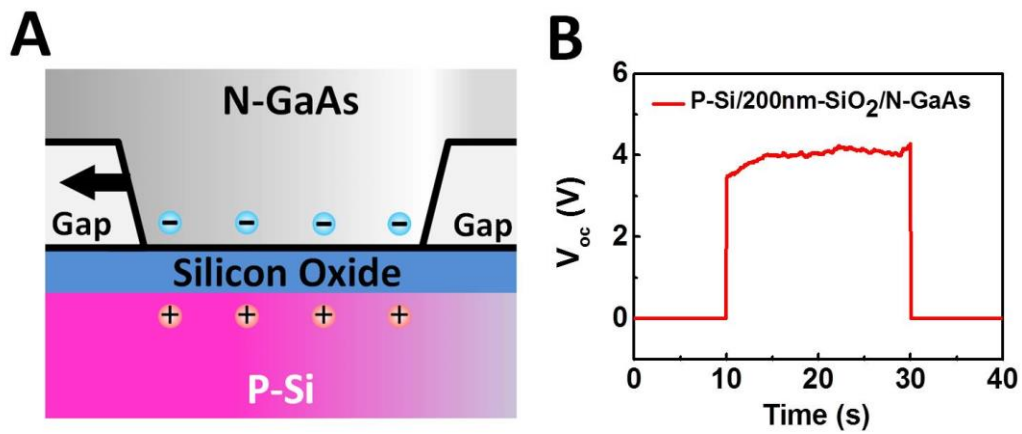 A
N-GaAs
Gap
Gap
− − − −
Silicon Oxide
+ + + +
P-Si
B
6
4
2
0
V_oc (V)
P-Si/200nm-SiO₂/N-GaAs
0 10 20 30 40
Time (s)